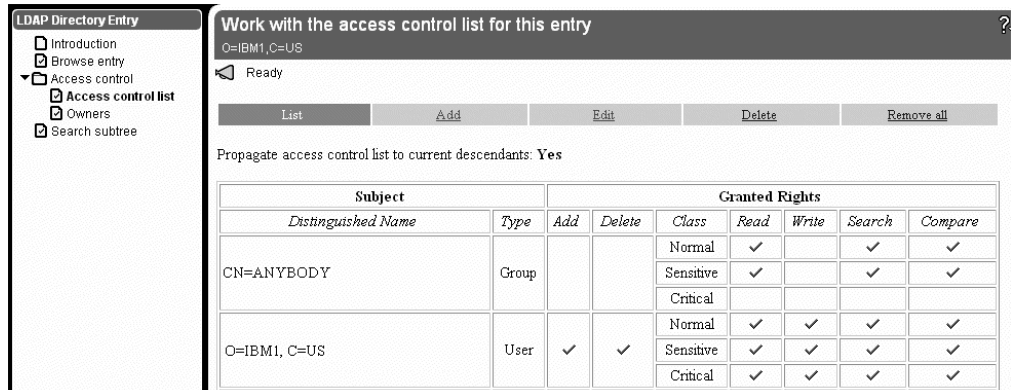 LDAP Directory Entry
Introduction
Browse entry
Access control
Access control list
Owners
Search subtree
Work with the access control list for this entry
?
O=IBM1,C=US
Ready
List Add Edit Delete Remove all
Propagate access control list to current descendants: Yes
Subject Granted Rights
Distinguished Name Type Add Delete Class Read Write Search Compare
Normal
CN=ANYBODY Group Sensitive
Critical
Normal
O=IBM1, C=US User Sensitive
Critical